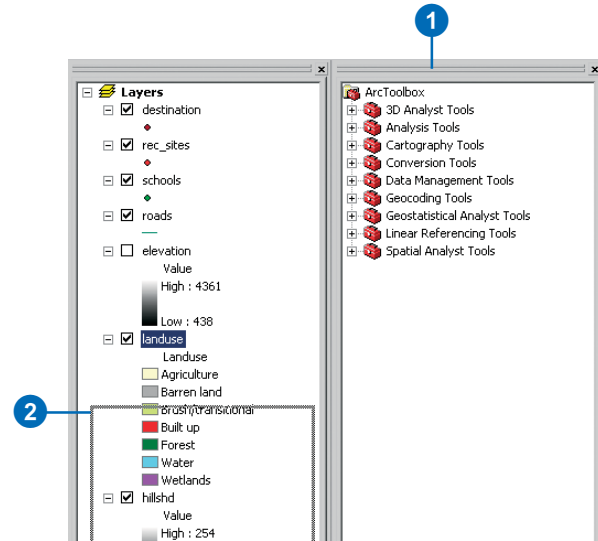 1
Layers
destination
rec_sites
schools
roads
elevation
Value
High : 4361
Low : 438
landuse
Landuse
Agriculture
Barren land
Brush/transitional
Built up
Forest
Water
Wetlands
hillshd
Value
High : 254
2
ArcToolbox
3D Analyst Tools
Analysis Tools
Cartography Tools
Conversion Tools
Data Management Tools
Geocoding Tools
Geostatistical Analyst Tools
Linear Referencing Tools
Spatial Analyst Tools